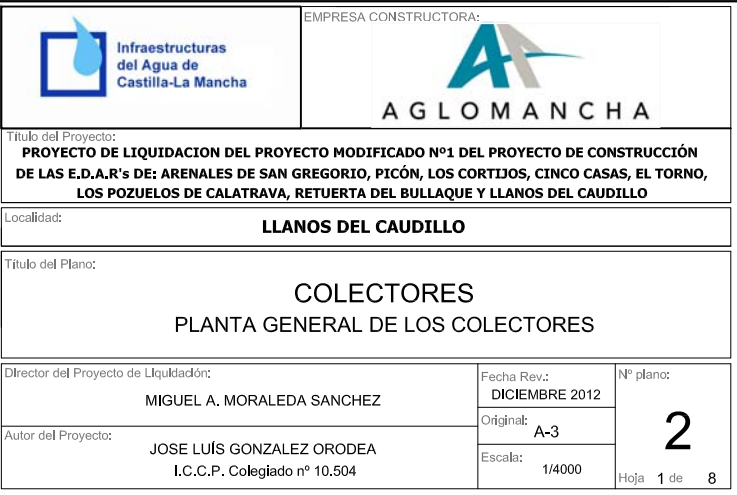 Infraestructuras
del Agua de
Castilla-La Mancha
EMPRESA CONSTRUCTORA:
AGLOMANCHA
Título del Proyecto:
PROYECTO DE LIQUIDACION DEL PROYECTO MODIFICADO Nº1 DEL PROYECTO DE CONSTRUCCIÓN
DE LAS E.D.A.R's DE: ARENALES DE SAN GREGORIO, PICÓN, LOS CORTIJOS, CINCO CASAS, EL TORNO,
LOS POZUELOS DE CALATRAVA, RETUERTA DEL BULLAQUE Y LLANOS DEL CAUDILLO
Localidad:
LLANOS DEL CAUDILLO
Título del Plano:
COLECTORES
PLANTA GENERAL DE LOS COLECTORES
Director del Proyecto de Liquidación:
MIGUEL A. MORALEDA SANCHEZ
Autor del Proyecto:
JOSE LUÍS GONZALEZ ORODEA
I.C.C.P. Colegiado nº 10.504
Fecha Rev.:
DICIEMBRE 2012
Original:
A-3
Escala:
1/4000
Nº plano:
2
Hoja 1 de 8